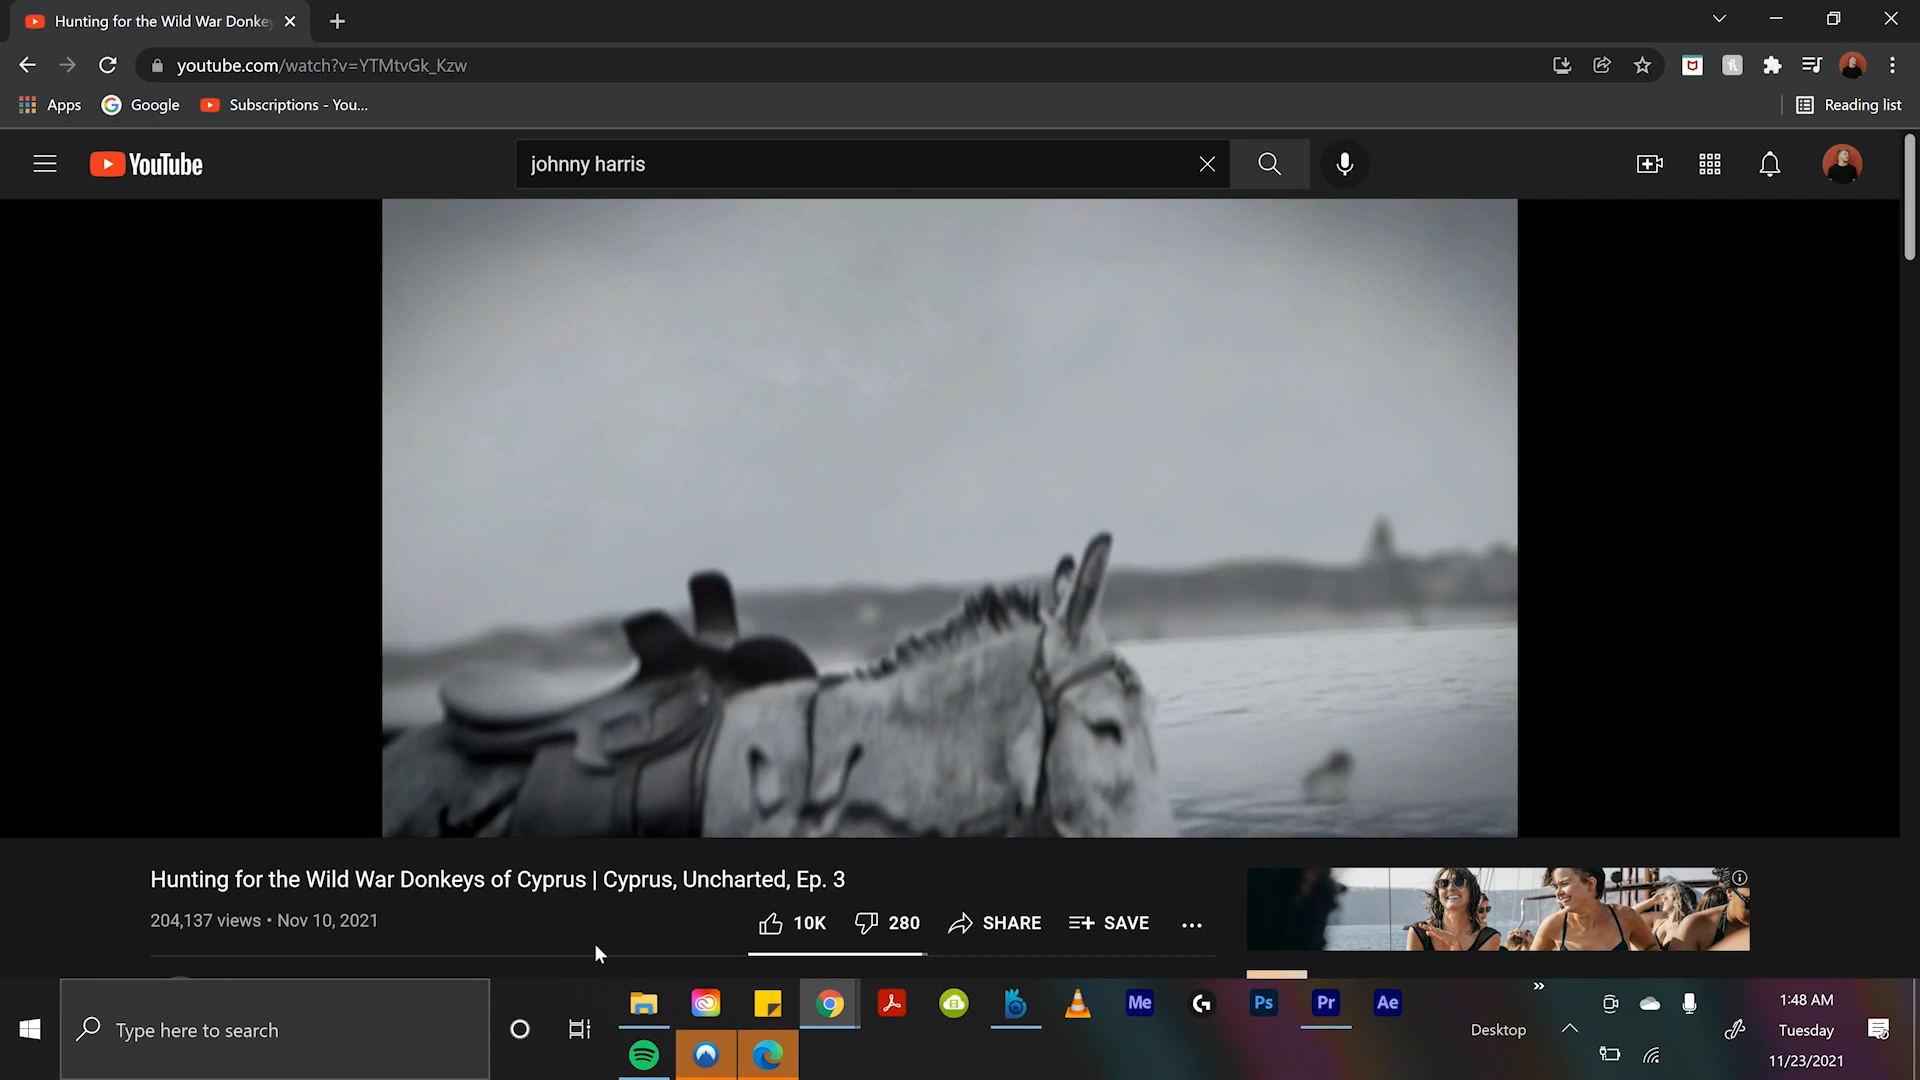 Hunting for the Wild War Donke
youtube.com/watch?v=YTMtvGk_Kzw
Apps
Google
Subscriptions - You...
Reading list
YouTube
johnny harris
Hunting for the Wild War Donkeys of Cyprus | Cyprus, Uncharted, Ep. 3
204,137 views • Nov 10, 2021
10K
280
SHARE
SAVE
Type here to search
Me
Ps
Pr
Ae
Desktop
1:48 AM
Tuesday
11/23/2021